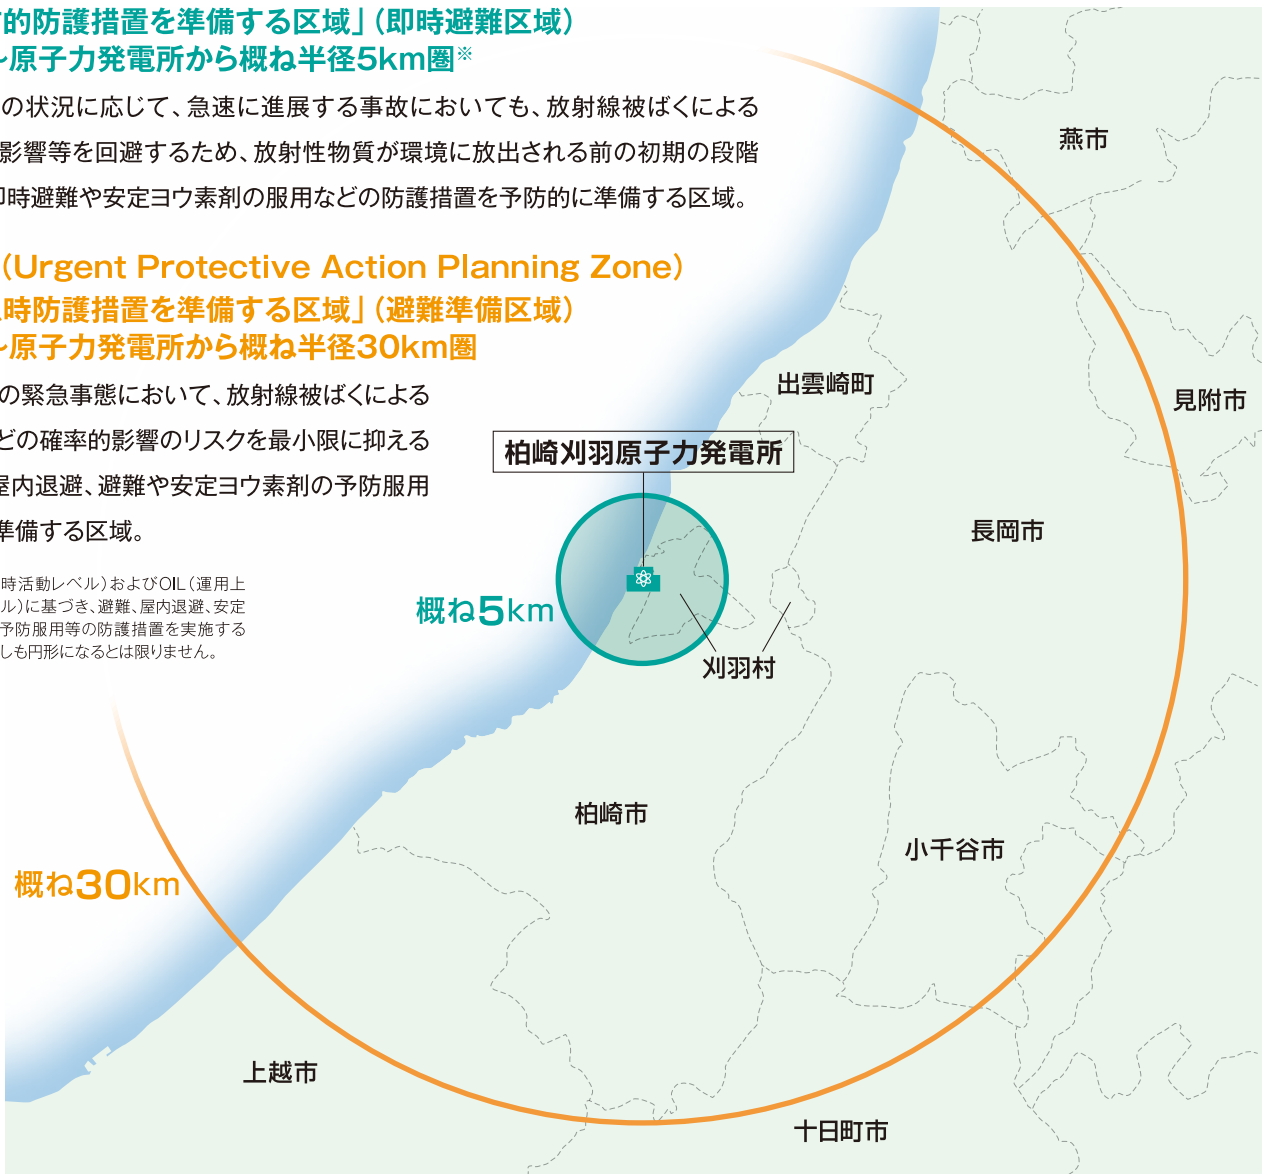 的防護措置を準備する区域」（即時避難区域）
～原子力発電所から概ね半径5km圏※
の状況に応じて、急速に進展する事故においても、放射線被ばくによる
影響等を回避するため、放射性物質が環境に放出される前の初期の段階
即時避難や安定ヨウ素剤の服用などの防護措置を予防的に準備する区域。
（Urgent Protective Action Planning Zone）
時防護措置を準備する区域」（避難準備区域）
～原子力発電所から概ね半径30km圏
の緊急事態において、放射線被ばくによる
どの確率的影響のリスクを最小限に抑える
屋内退避、避難や安定ヨウ素剤の予防服用
準備する区域。
時活動レベル）およびOIL（運用上
ル）に基づき、避難、屋内退避、安定
予防服用等の防護措置を実施する
しも円形になるとは限りません。
燕市
出雲崎町
見附市
柏崎刈羽原子力発電所
長岡市
概ね5km
刈羽村
柏崎市
小千谷市
概ね30km
上越市
十日町市